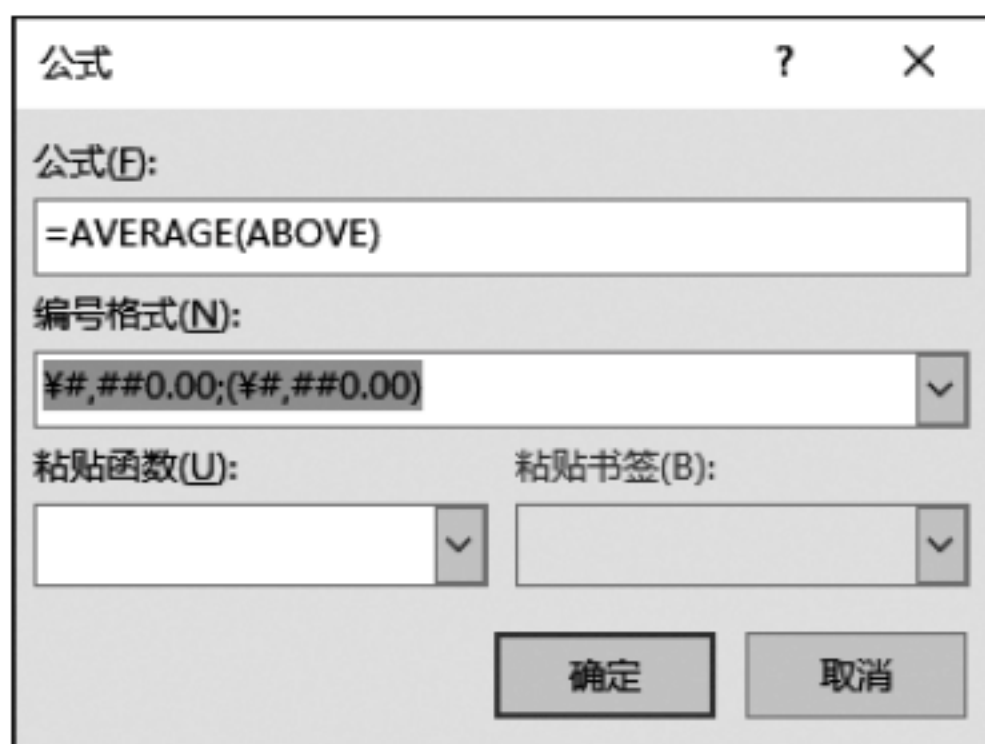 公式 ? ×
公式(F):
=AVERAGE(ABOVE)
编号格式(N):
¥#,##0.00;(¥#,##0.00)
粘贴函数(U): 粘贴书签(B):
确定 取消